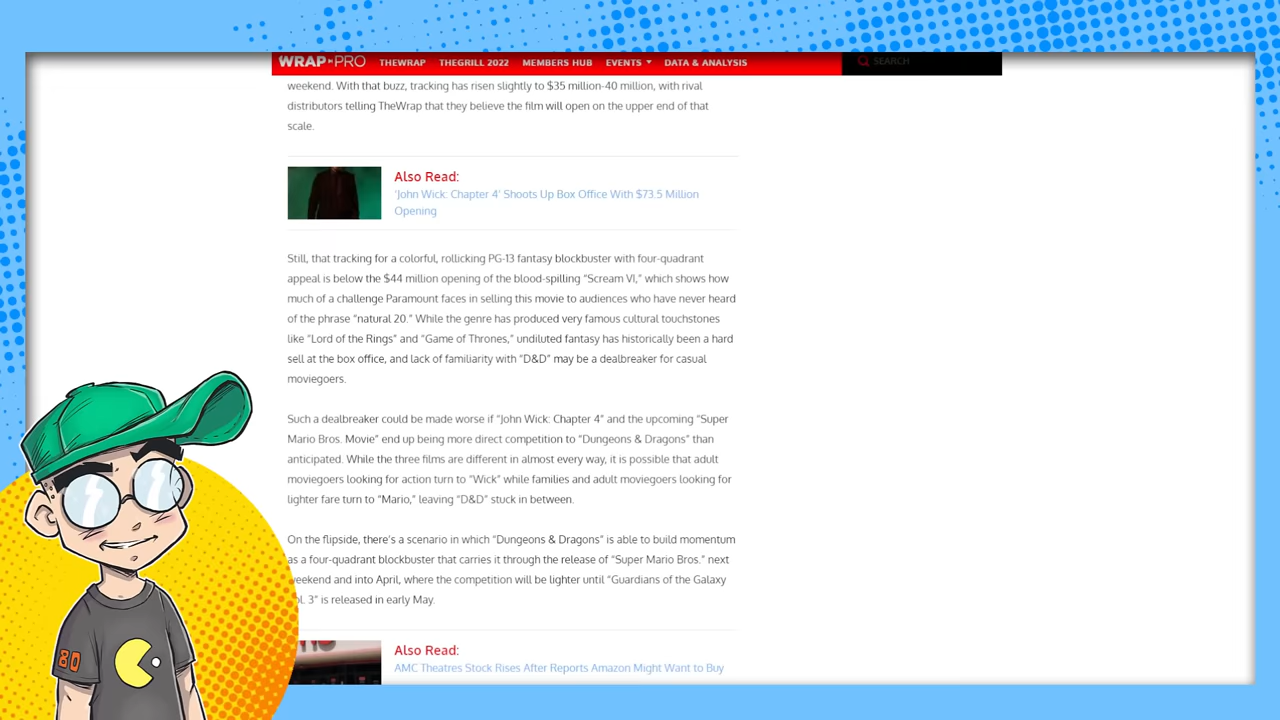 WRAP PRO THEWRAP THEGRILL 2022 MEMBERS HUB EVENTS DATA & ANALYSIS SEARCH
weekend. With that buzz, tracking has risen slightly to $35 million-40 million, with rival
distributors telling TheWrap that they believe the film will open on the upper end of that
scale.
Also Read:
‘John Wick: Chapter 4’ Shoots Up Box Office With $73.5 Million
Opening
Still, that tracking for a colorful, rollicking PG-13 fantasy blockbuster with four-quadrant
appeal is below the $44 million opening of the blood-spilling “Scream VI,” which shows how
much of a challenge Paramount faces in selling this movie to audiences who have never heard
of the phrase “natural 20.” While the genre has produced very famous cultural touchstones
like “Lord of the Rings” and “Game of Thrones,” undiluted fantasy has historically been a hard
sell at the box office, and lack of familiarity with “D&D” may be a dealbreaker for casual
moviegoers.
Such a dealbreaker could be made worse if “John Wick: Chapter 4” and the upcoming “Super
Mario Bros. Movie” end up being more direct competition to “Dungeons & Dragons” than
anticipated. While the three films are different in almost every way, it is possible that adult
moviegoers looking for action turn to “Wick” while families and adult moviegoers looking for
lighter fare turn to “Mario,” leaving “D&D” stuck in between.
On the flipside, there’s a scenario in which “Dungeons & Dragons” is able to build momentum
as a four-quadrant blockbuster that carries it through the release of “Super Mario Bros.” next
weekend and into April, where the competition will be lighter until “Guardians of the Galaxy
ol. 3” is released in early May.
Also Read:
AMC Theatres Stock Rises After Reports Amazon Might Want to Buy
80